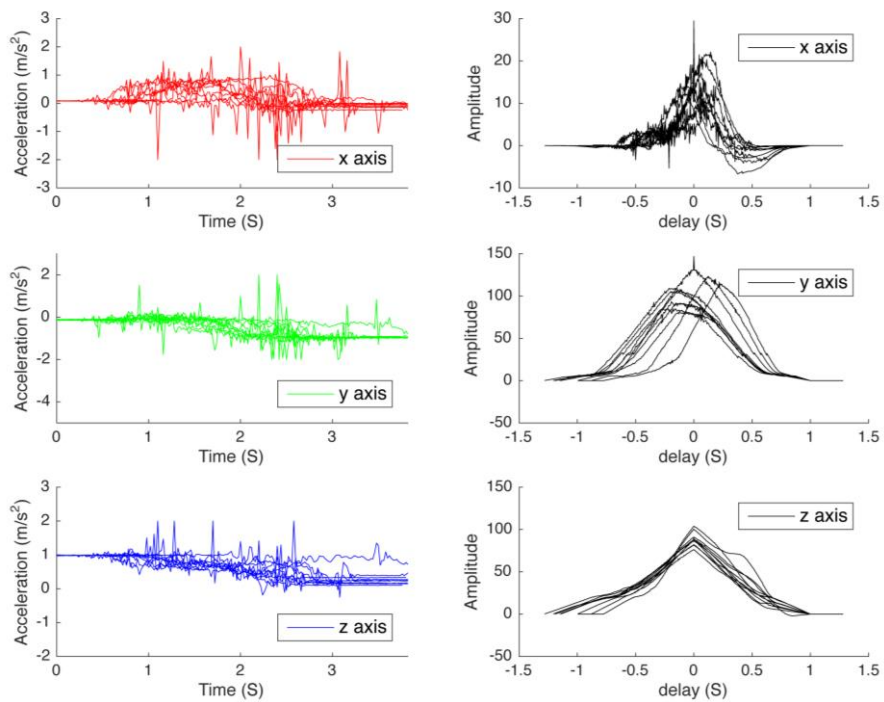 3
2
1
0
-1
-2
-3
Acceleration (m/s²)
x axis
0 1 2 3
Time (S)
30
20
10
0
-10
Amplitude
x axis
-1.5 -1 -0.5 0 0.5 1 1.5
delay (S)
2
0
-2
-4
Acceleration (m/s²)
y axis
0 1 2 3
Time (S)
150
100
50
0
-50
Amplitude
y axis
-1.5 -1 -0.5 0 0.5 1 1.5
delay (S)
3
2
1
0
-1
-2
Acceleration (m/s²)
z axis
0 1 2 3
Time (S)
150
100
50
0
-50
Amplitude
z axis
-1.5 -1 -0.5 0 0.5 1 1.5
delay (S)